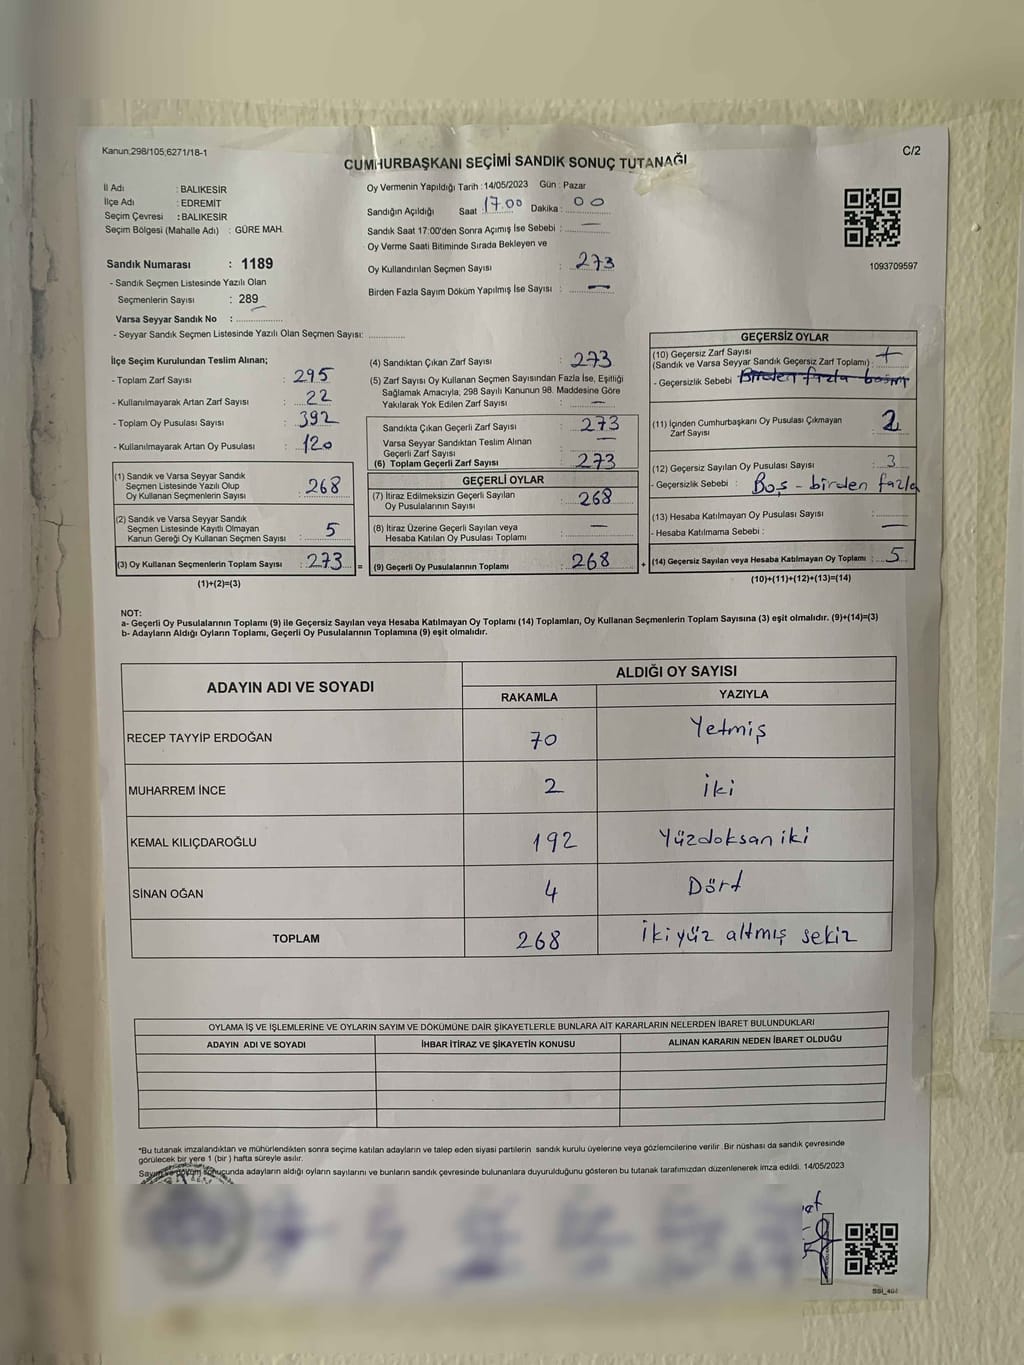 Kanun;298/105;6271/18-1
C/2
CUMHURBAŞKANI SEÇİMİ SANDIK SONUÇ TUTANAĞI
İl Adı : BALIKESİR
İlçe Adı : EDREMİT
Seçim Çevresi : BALIKESİR
Seçim Bölgesi (Mahalle Adı) : GÜRE MAH.
Sandık Numarası : 1189
- Sandık Seçmen Listesinde Yazılı Olan
Seçmenlerin Sayısı : 289
Varsa Seyyar Sandık No :
- Seyyar Sandık Seçmen Listesinde Yazılı Olan Seçmen Sayısı:
Oy Vermenin Yapıldığı Tarih : 14/05/2023 Gün : Pazar
Sandığın Açıldığı Saat : 17.00 Dakika : 00
Sandık Saat 17:00'den Sonra Açımış İse Sebebi : —
Oy Verme Saati Bitiminde Sırada Bekleyen ve
Oy Kullandırılan Seçmen Sayısı : 273
Birden Fazla Sayım Döküm Yapılmış İse Sayısı : —
1093709597
İlçe Seçim Kurulundan Teslim Alınan;
- Toplam Zarf Sayısı : 295
- Kullanılmayarak Artan Zarf Sayısı : 22
- Toplam Oy Pusulası Sayısı : 392
- Kullanılmayarak Artan Oy Pusulası : 120
(1) Sandık ve Varsa Seyyar Sandık
Seçmen Listesinde Yazılı Olup
Oy Kullanan Seçmenlerin Sayısı : 268
(2) Sandık ve Varsa Seyyar Sandık
Seçmen Listesinde Kayıtlı Olmayan
Kanun Gereği Oy Kullanan Seçmen Sayısı : 5
(3) Oy Kullanan Seçmenlerin Toplam Sayısı : 273 =
(1)+(2)=(3)
(4) Sandıktan Çıkan Zarf Sayısı : 273
(5) Zarf Sayısı Oy Kullanan Seçmen Sayısından Fazla İse, Eşitliği
Sağlamak Amacıyla, 298 Sayılı Kanunun 98. Maddesine Göre
Yakılarak Yok Edilen Zarf Sayısı : —
Sandıkta Çıkan Geçerli Zarf Sayısı : 273
Varsa Seyyar Sandıktan Teslim Alınan
Geçerli Zarf Sayısı : —
(6) Toplam Geçerli Zarf Sayısı : 273
GEÇERLİ OYLAR
(7) İtiraz Edilmeksizin Geçerli Sayılan
Oy Pusulalarının Sayısı : 268
(8) İtiraz Üzerine Geçerli Sayılan veya
Hesaba Katılan Oy Pusulası Toplamı : —
(9) Geçerli Oy Pusulalarının Toplamı : 268 +
GEÇERSİZ OYLAR
(10) Geçersiz Zarf Sayısı
(Sandık ve Varsa Seyyar Sandık Geçersiz Zarf Toplamı) :
- Geçersizlik Sebebi : Birden fazla
(11) İçinden Cumhurbaşkanı Oy Pusulası Çıkmayan
Zarf Sayısı : 2
(12) Geçersiz Sayılan Oy Pusulası Sayısı : 3
- Geçersizlik Sebebi : Boş - birden fazla
(13) Hesaba Katılmayan Oy Pusulası Sayısı :
- Hesaba Katılmama Sebebi : —
(14) Geçersiz Sayılan veya Hesaba Katılmayan Oy Toplamı : 5
(10)+(11)+(12)+(13)=(14)
NOT:
a- Geçerli Oy Pusulalarının Toplamı (9) ile Geçersiz Sayılan veya Hesaba Katılmayan Oy Toplamı (14) Toplamları, Oy Kullanan Seçmenlerin Toplam Sayısına (3) eşit olmalıdır. (9)+(14)=(3)
b- Adayların Aldığı Oyların Toplamı, Geçerli Oy Pusulalarının Toplamına (9) eşit olmalıdır.
ADAYIN ADI VE SOYADI
ALDIĞI OY SAYISI
RAKAMLA YAZIYLA
RECEP TAYYİP ERDOĞAN 70 Yetmiş
MUHARREM İNCE 2 İki
KEMAL KILIÇDAROĞLU 192 Yüzdoksan iki
SİNAN OĞAN 4 Dört
TOPLAM 268 İki yüz altmış sekiz
OYLAMA İŞ VE İŞLEMLERİNE VE OYLARIN SAYIM VE DÖKÜMÜNE DAİR ŞİKAYETLERLE BUNLARA AİT KARARLARIN NELERDEN İBARET BULUNDUKLARI
ADAYIN ADI VE SOYADI İHBAR İTİRAZ VE ŞİKAYETİN KONUSU ALINAN KARARIN NEDEN İBARET OLDUĞU
*Bu tutanak imzalandıktan ve mühürlendikten sonra seçime katılan adayların ve talep eden siyasi partilerin sandık kurulu üyelerine veya gözlemcilerine verilir. Bir nüshası da sandık çevresinde
görülecek bir yere 1 (bir ) hafta süreyle asılır.
Sayım ve döküm sonucunda adayların aldığı oyların sayılarını ve bunların sandık çevresinde bulunanlara duyurulduğunu gösteren bu tutanak tarafımızdan düzenlenerek imza edildi. 14/05/2023